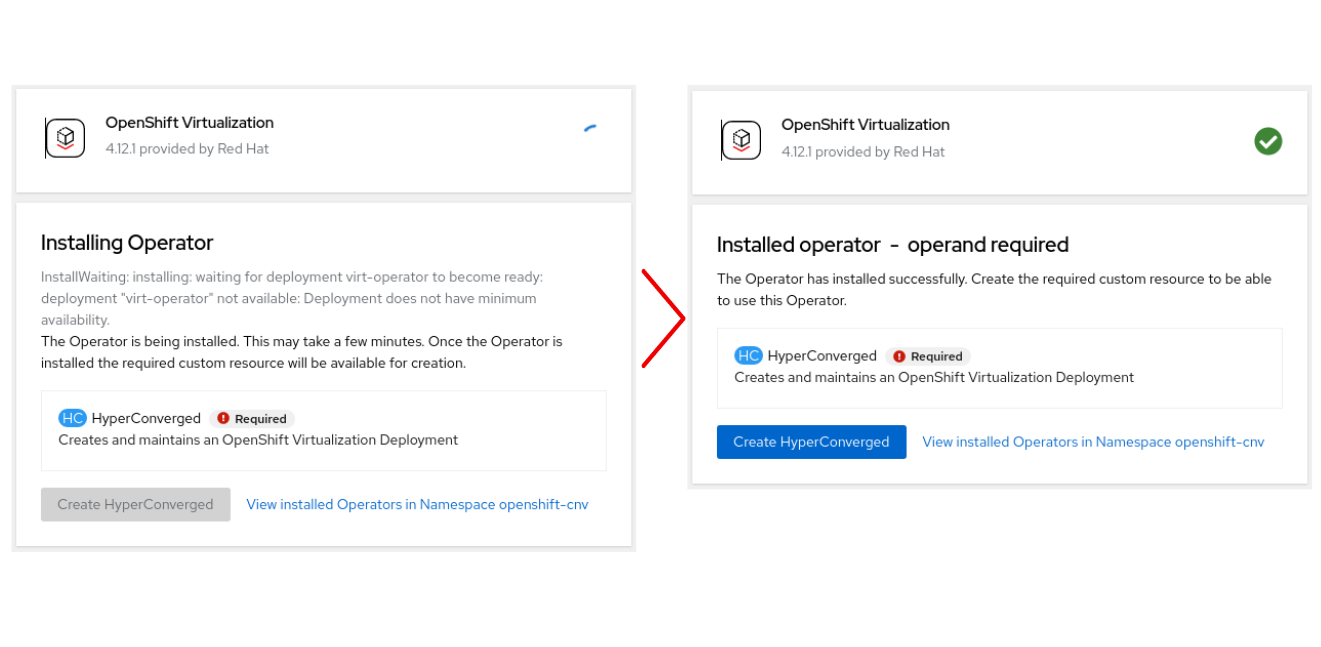 OpenShift Virtualization
4.12.1 provided by Red Hat
Installing Operator
InstallWaiting: installing: waiting for deployment virt-operator to become ready:
deployment "virt-operator" not available: Deployment does not have minimum
availability.
The Operator is being installed. This may take a few minutes. Once the Operator is
installed the required custom resource will be available for creation.
HC HyperConverged Required
Creates and maintains an OpenShift Virtualization Deployment
Create HyperConverged View installed Operators in Namespace openshift-cnv
OpenShift Virtualization
4.12.1 provided by Red Hat
Installed operator - operand required
The Operator has installed successfully. Create the required custom resource to be able
to use this Operator.
HC HyperConverged Required
Creates and maintains an OpenShift Virtualization Deployment
Create HyperConverged View installed Operators in Namespace openshift-cnv